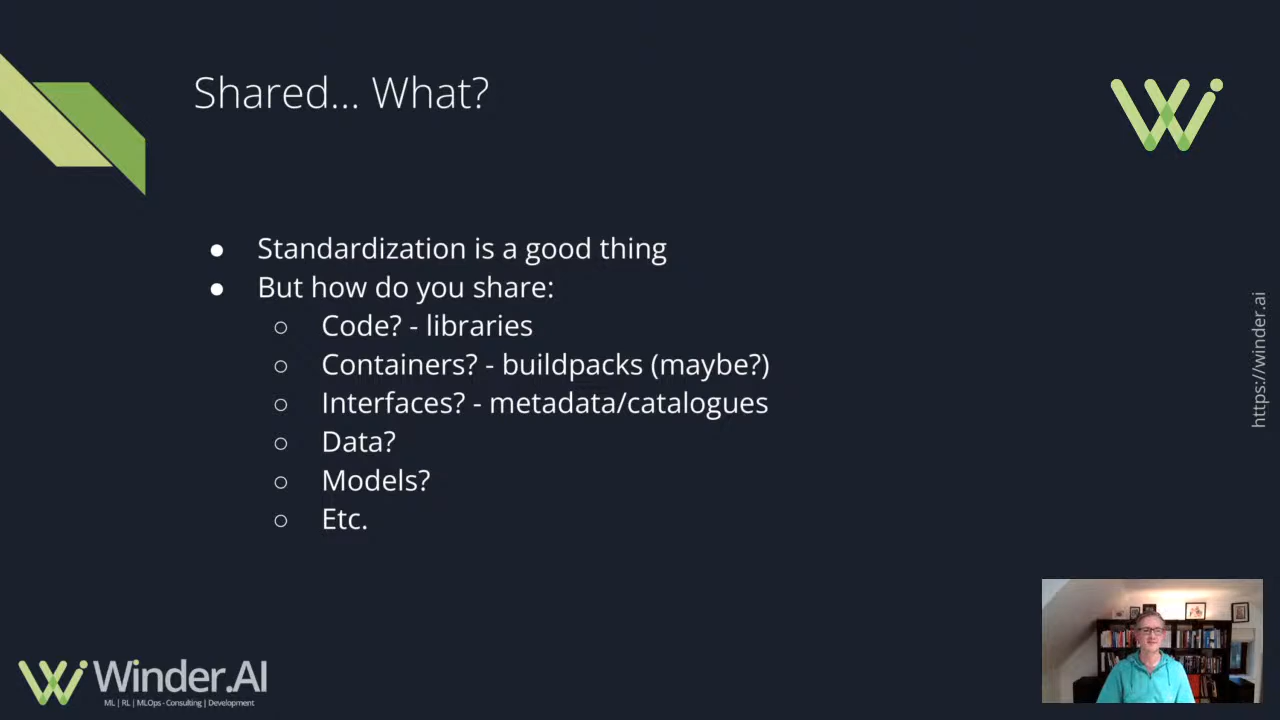 Shared... What?
● Standardization is a good thing
● But how do you share:
○ Code? - libraries
○ Containers? - buildpacks (maybe?)
○ Interfaces? - metadata/catalogues
○ Data?
○ Models?
○ Etc.
https://winder.ai
Winder.AI
ML | RL | MLOps - Consulting | Development